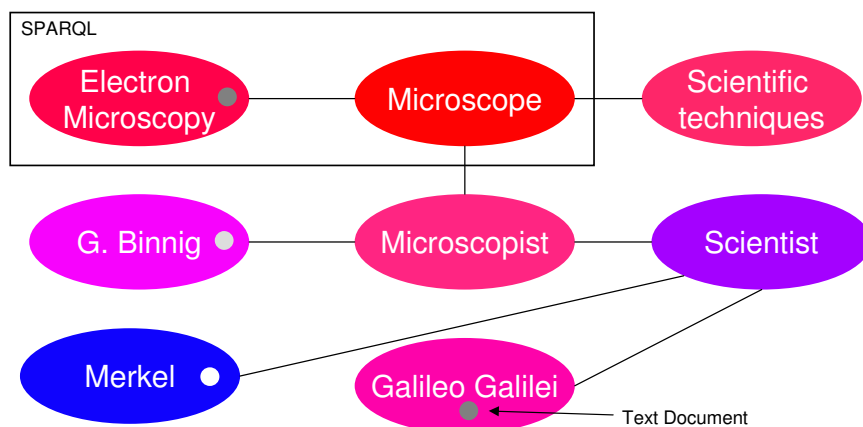 SPARQL
Electron
Microscopy
Microscope
Scientific
techniques
G. Binnig
Microscopist
Scientist
Merkel
Galileo Galilei
Text Document